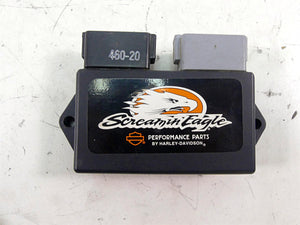 460-20
Screamin' Eagle
PERFORMANCE PARTS
BY HARLEY-DAVIDSON®